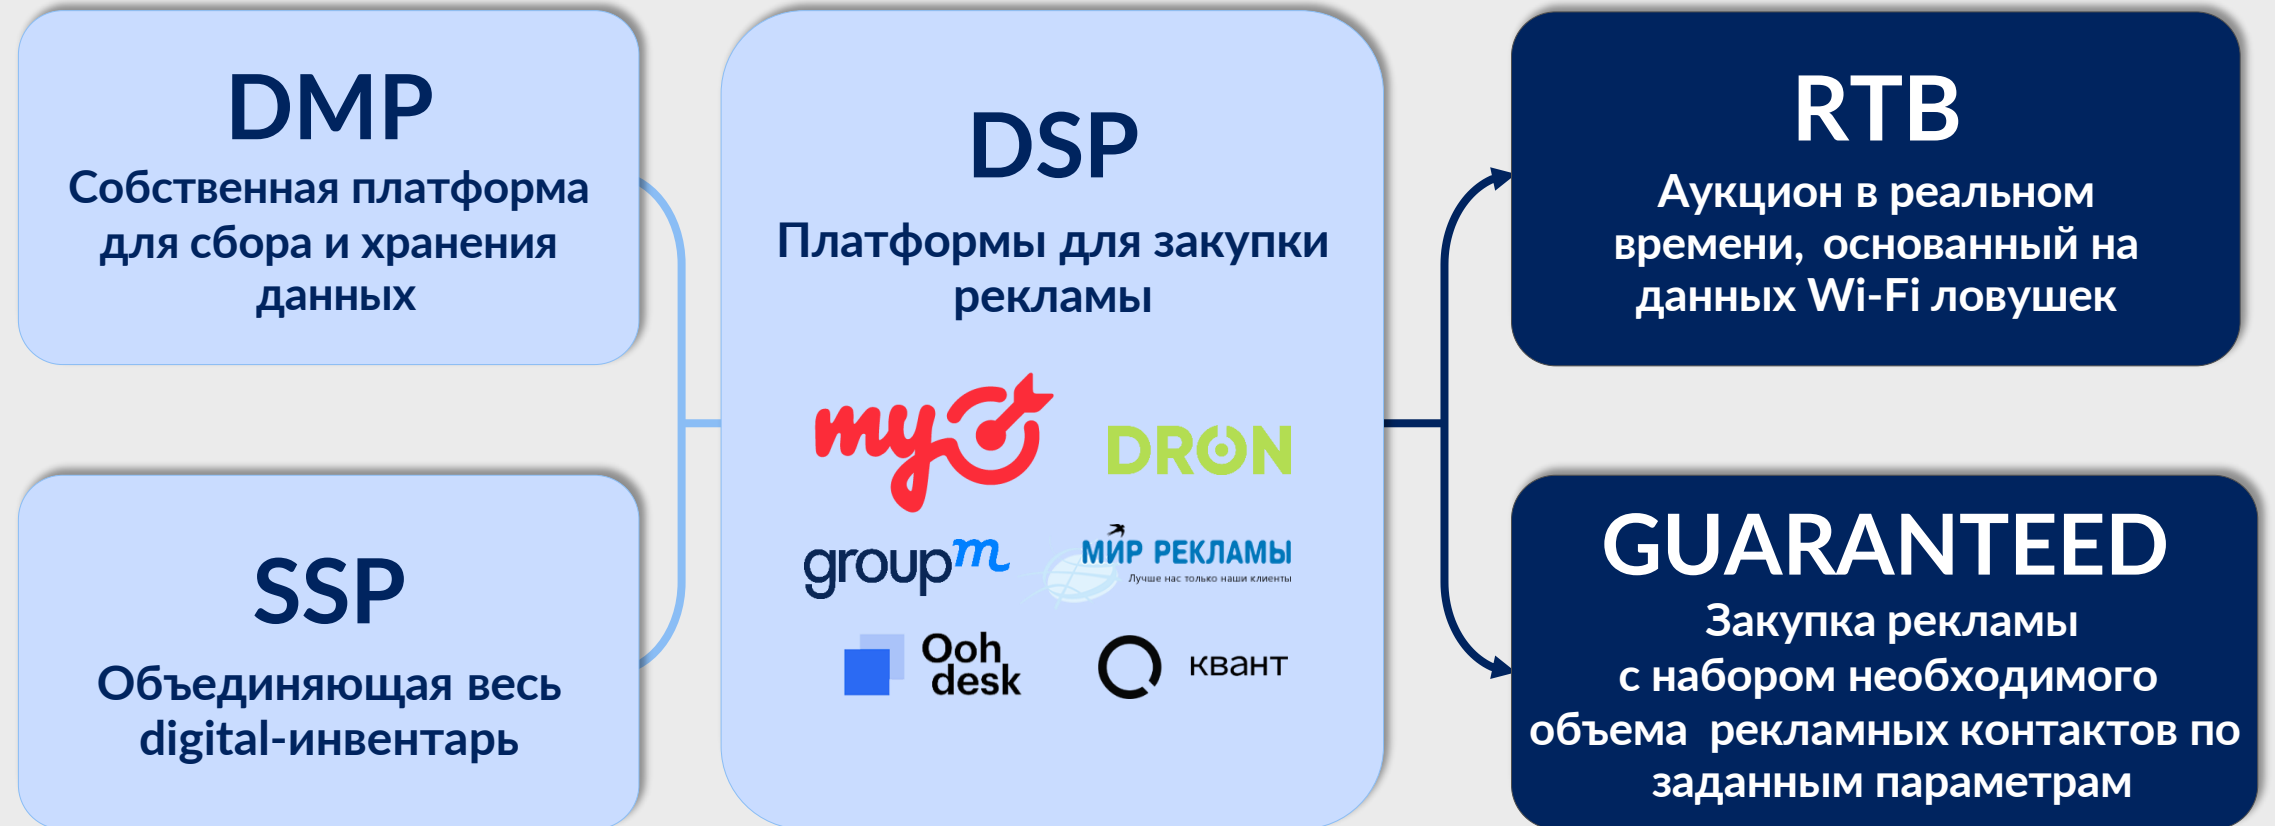 DMP
Собственная платформа
для сбора и хранения
данных
SSP
Объединяющая весь
digital-инвентарь
DSP
Платформы для закупки
рекламы
my
DRON
groupm
МИР РЕКЛАМЫ
Лучше нас только наши клиенты
Ooh
desk
квант
RTB
Аукцион в реальном
времени, основанный на
данных Wi-Fi ловушек
GUARANTEED
Закупка рекламы
с набором необходимого
объема рекламных контактов по
заданным параметрам